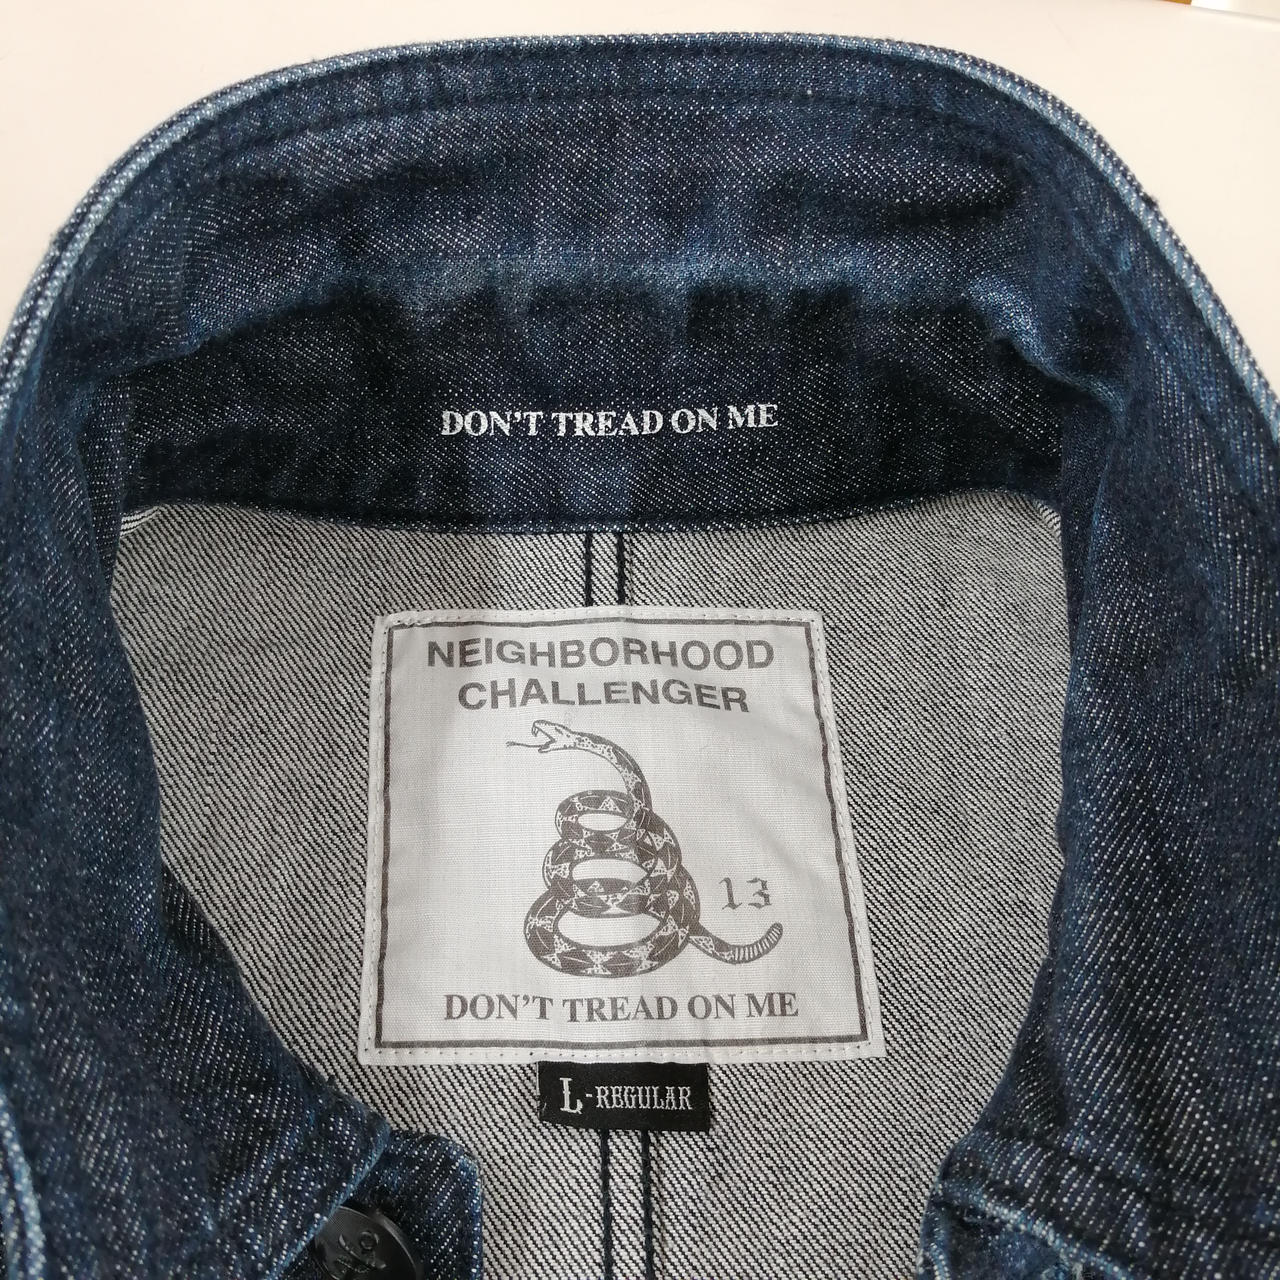 DON'T TREAD ON ME
NEIGHBORHOOD
CHALLENGER
13
DON'T TREAD ON ME
L-REGULAR